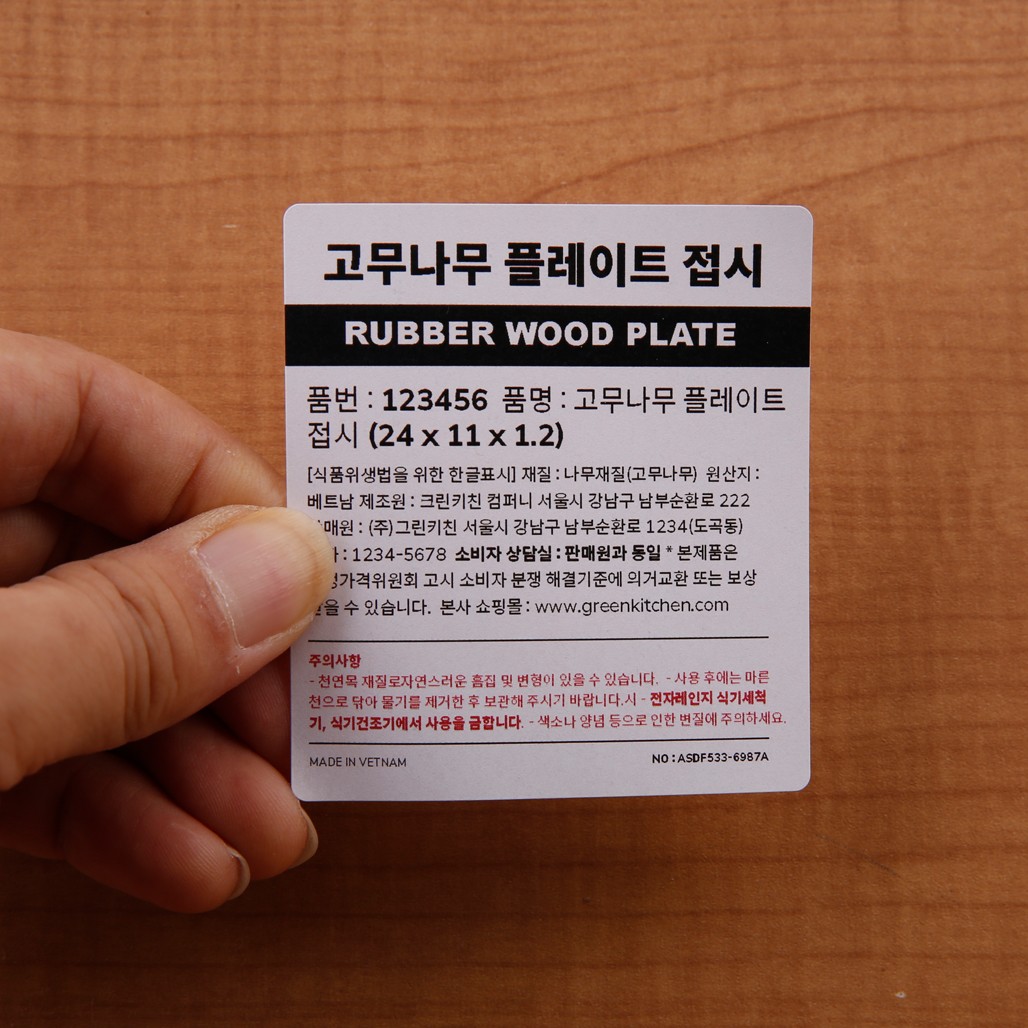 고무나무 플레이트 접시
RUBBER WOOD PLATE
품번 : 123456 품명 : 고무나무 플레이트
접시 (24 x 11 x 1.2)
[식품위생법을 위한 한글표시] 재질 : 나무재질(고무나무) 원산지 :
베트남 제조원 : 크린키친 컴퍼니 서울시 강남구 남부순환로 222
: (주)그린키친 서울시 강남구 남부순환로 1234(도곡동)
: 1234-5678 소비자 상담실 : 판매원과 동일 * 본제품은
고시 소비자 분쟁 해결기준에 의거교환 또는 보상
수 있습니다. 본사 쇼핑몰 : www.greenkitchen.com
주의사항
- 천연목 재질로자연스러운 흠집 및 변형이 있을 수 있습니다. - 사용 후에는 마른
천으로 닦아 물기를 제거한 후 보관해 주시기 바랍니다.시 - 전자레인지 식기세척
기, 식기건조기에서 사용을 금합니다. - 색소나 양념 등으로 인한 변질에 주의하세요.
MADE IN VETNAM
NO : ASDF533-6987A